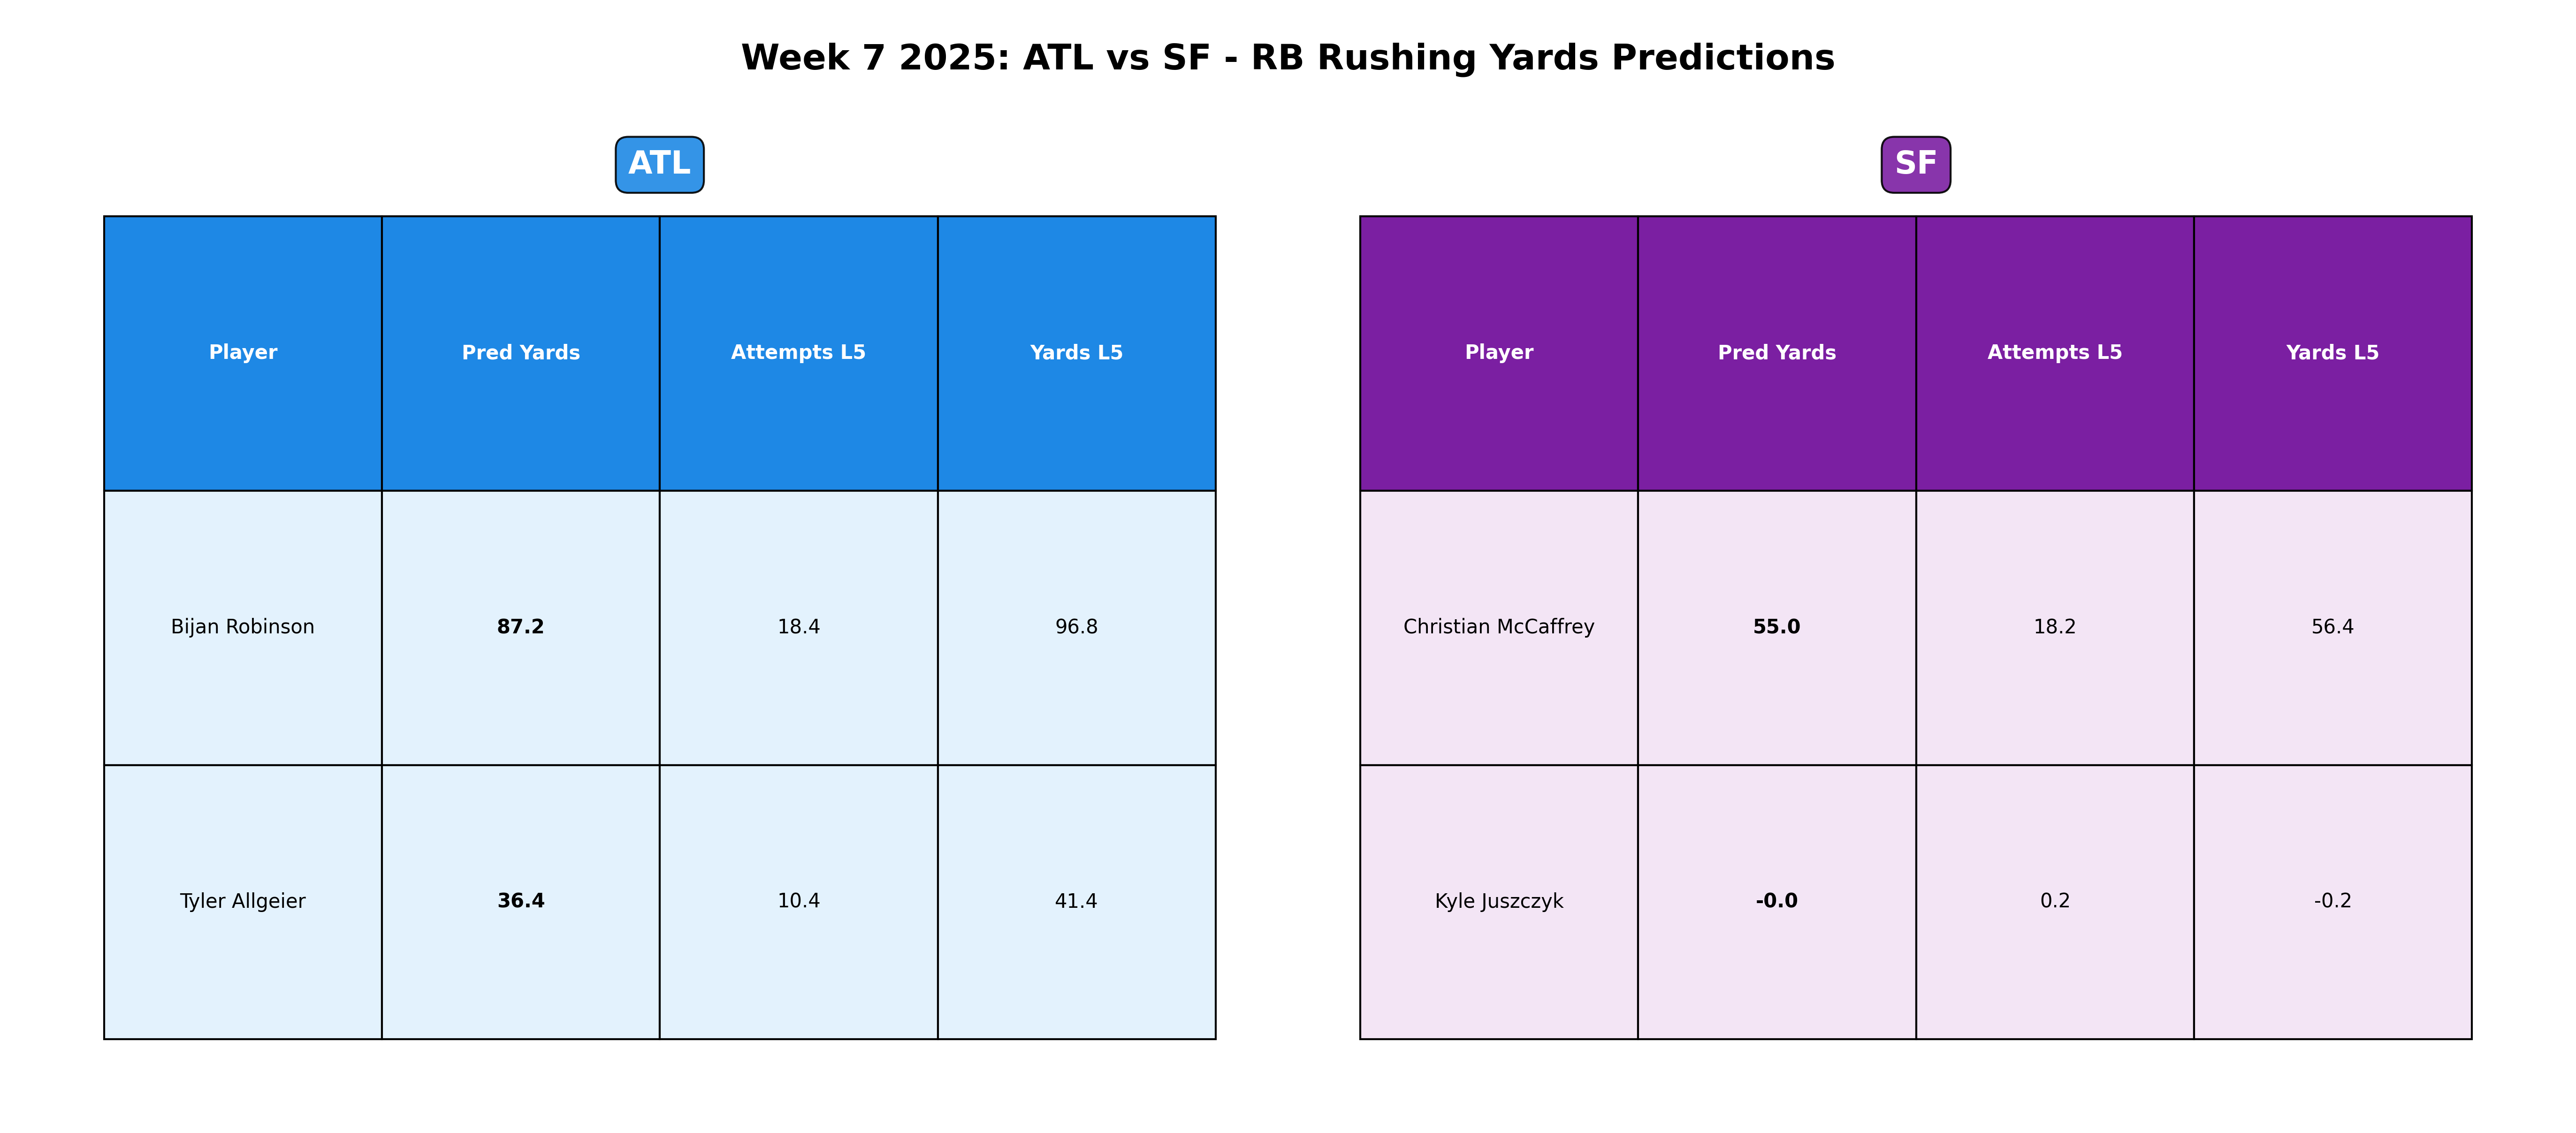 Week 7 2025: ATL vs SF - RB Rushing Yards Predictions
ATL
Player Pred Yards Attempts L5 Yards L5
Bijan Robinson 87.2 18.4 96.8
Tyler Allgeier 36.4 10.4 41.4
SF
Player Pred Yards Attempts L5 Yards L5
Christian McCaffrey 55.0 18.2 56.4
Kyle Juszczyk -0.0 0.2 -0.2